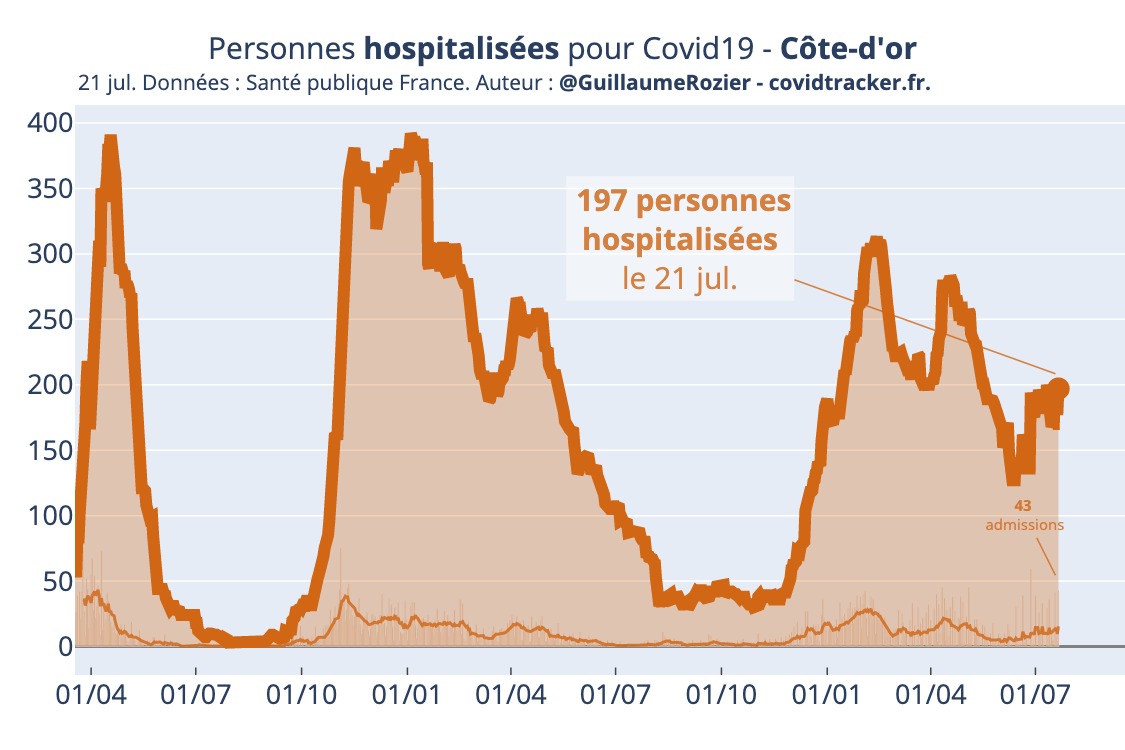 Personnes hospitalisées pour Covid19 - Côte-d'or
21 jul. Données : Santé publique France. Auteur : @GuillaumeRozier - covidtracker.fr.
400
350
300
250
200
150
100
50
0
197 personnes
hospitalisées
le 21 jul.
43
admissions
01/04 01/07 01/10 01/01 01/04 01/07 01/10 01/01 01/04 01/07